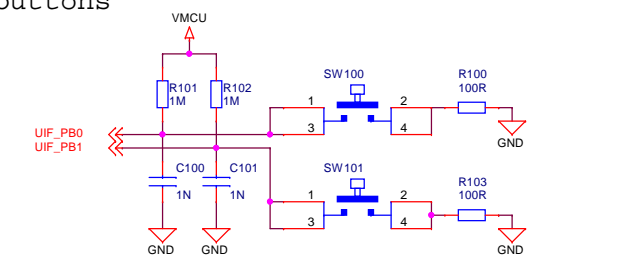 buttons
VMCU
R101
1M
R102
1M
SW100
1
3
2
4
R100
100R
GND
UIF_PB0
UIF_PB1
C100
1N
C101
1N
SW101
1
3
2
4
R103
100R
GND
GND
GND